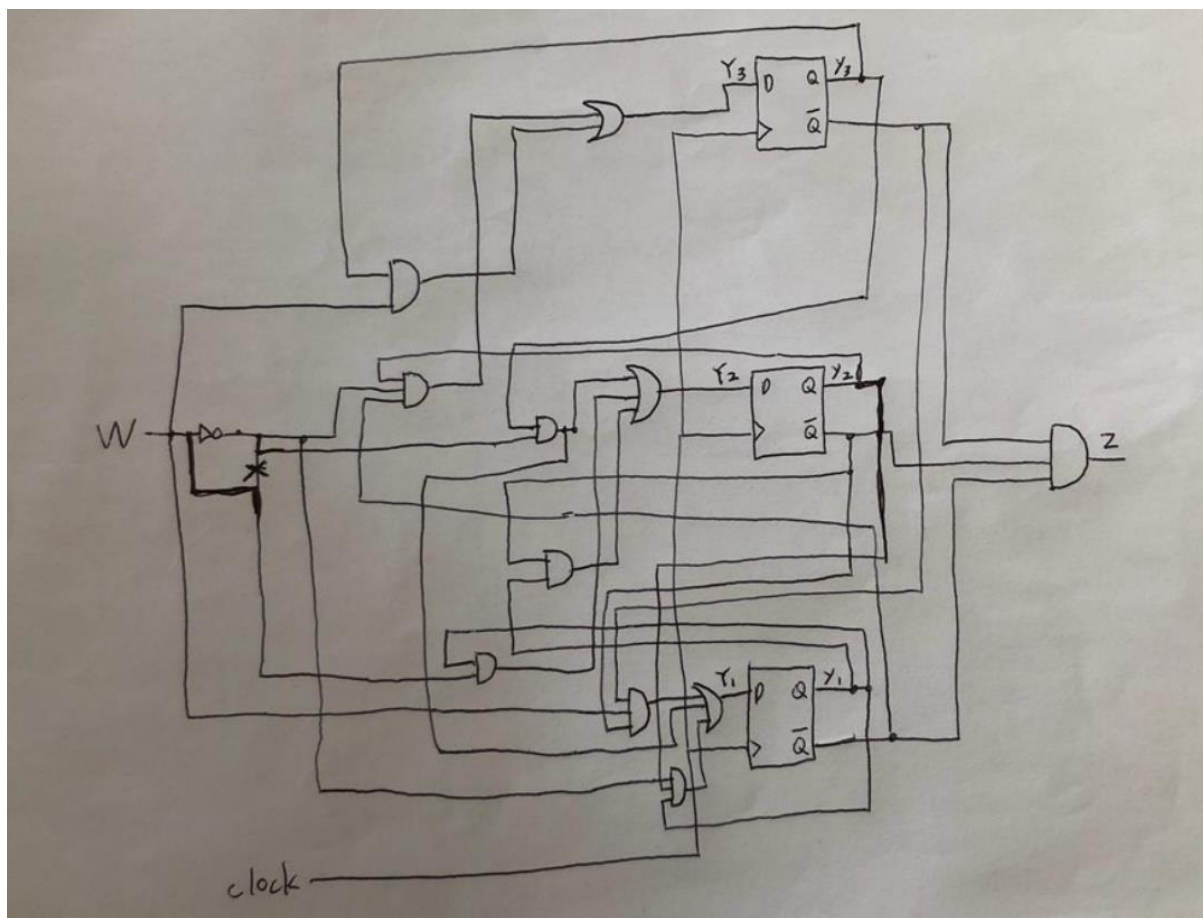 Y₃ D Q y₃
Q̅
Y₂ D Q y₂
Q̅
W
Z
Y₁ D Q y₁
Q̅
clock